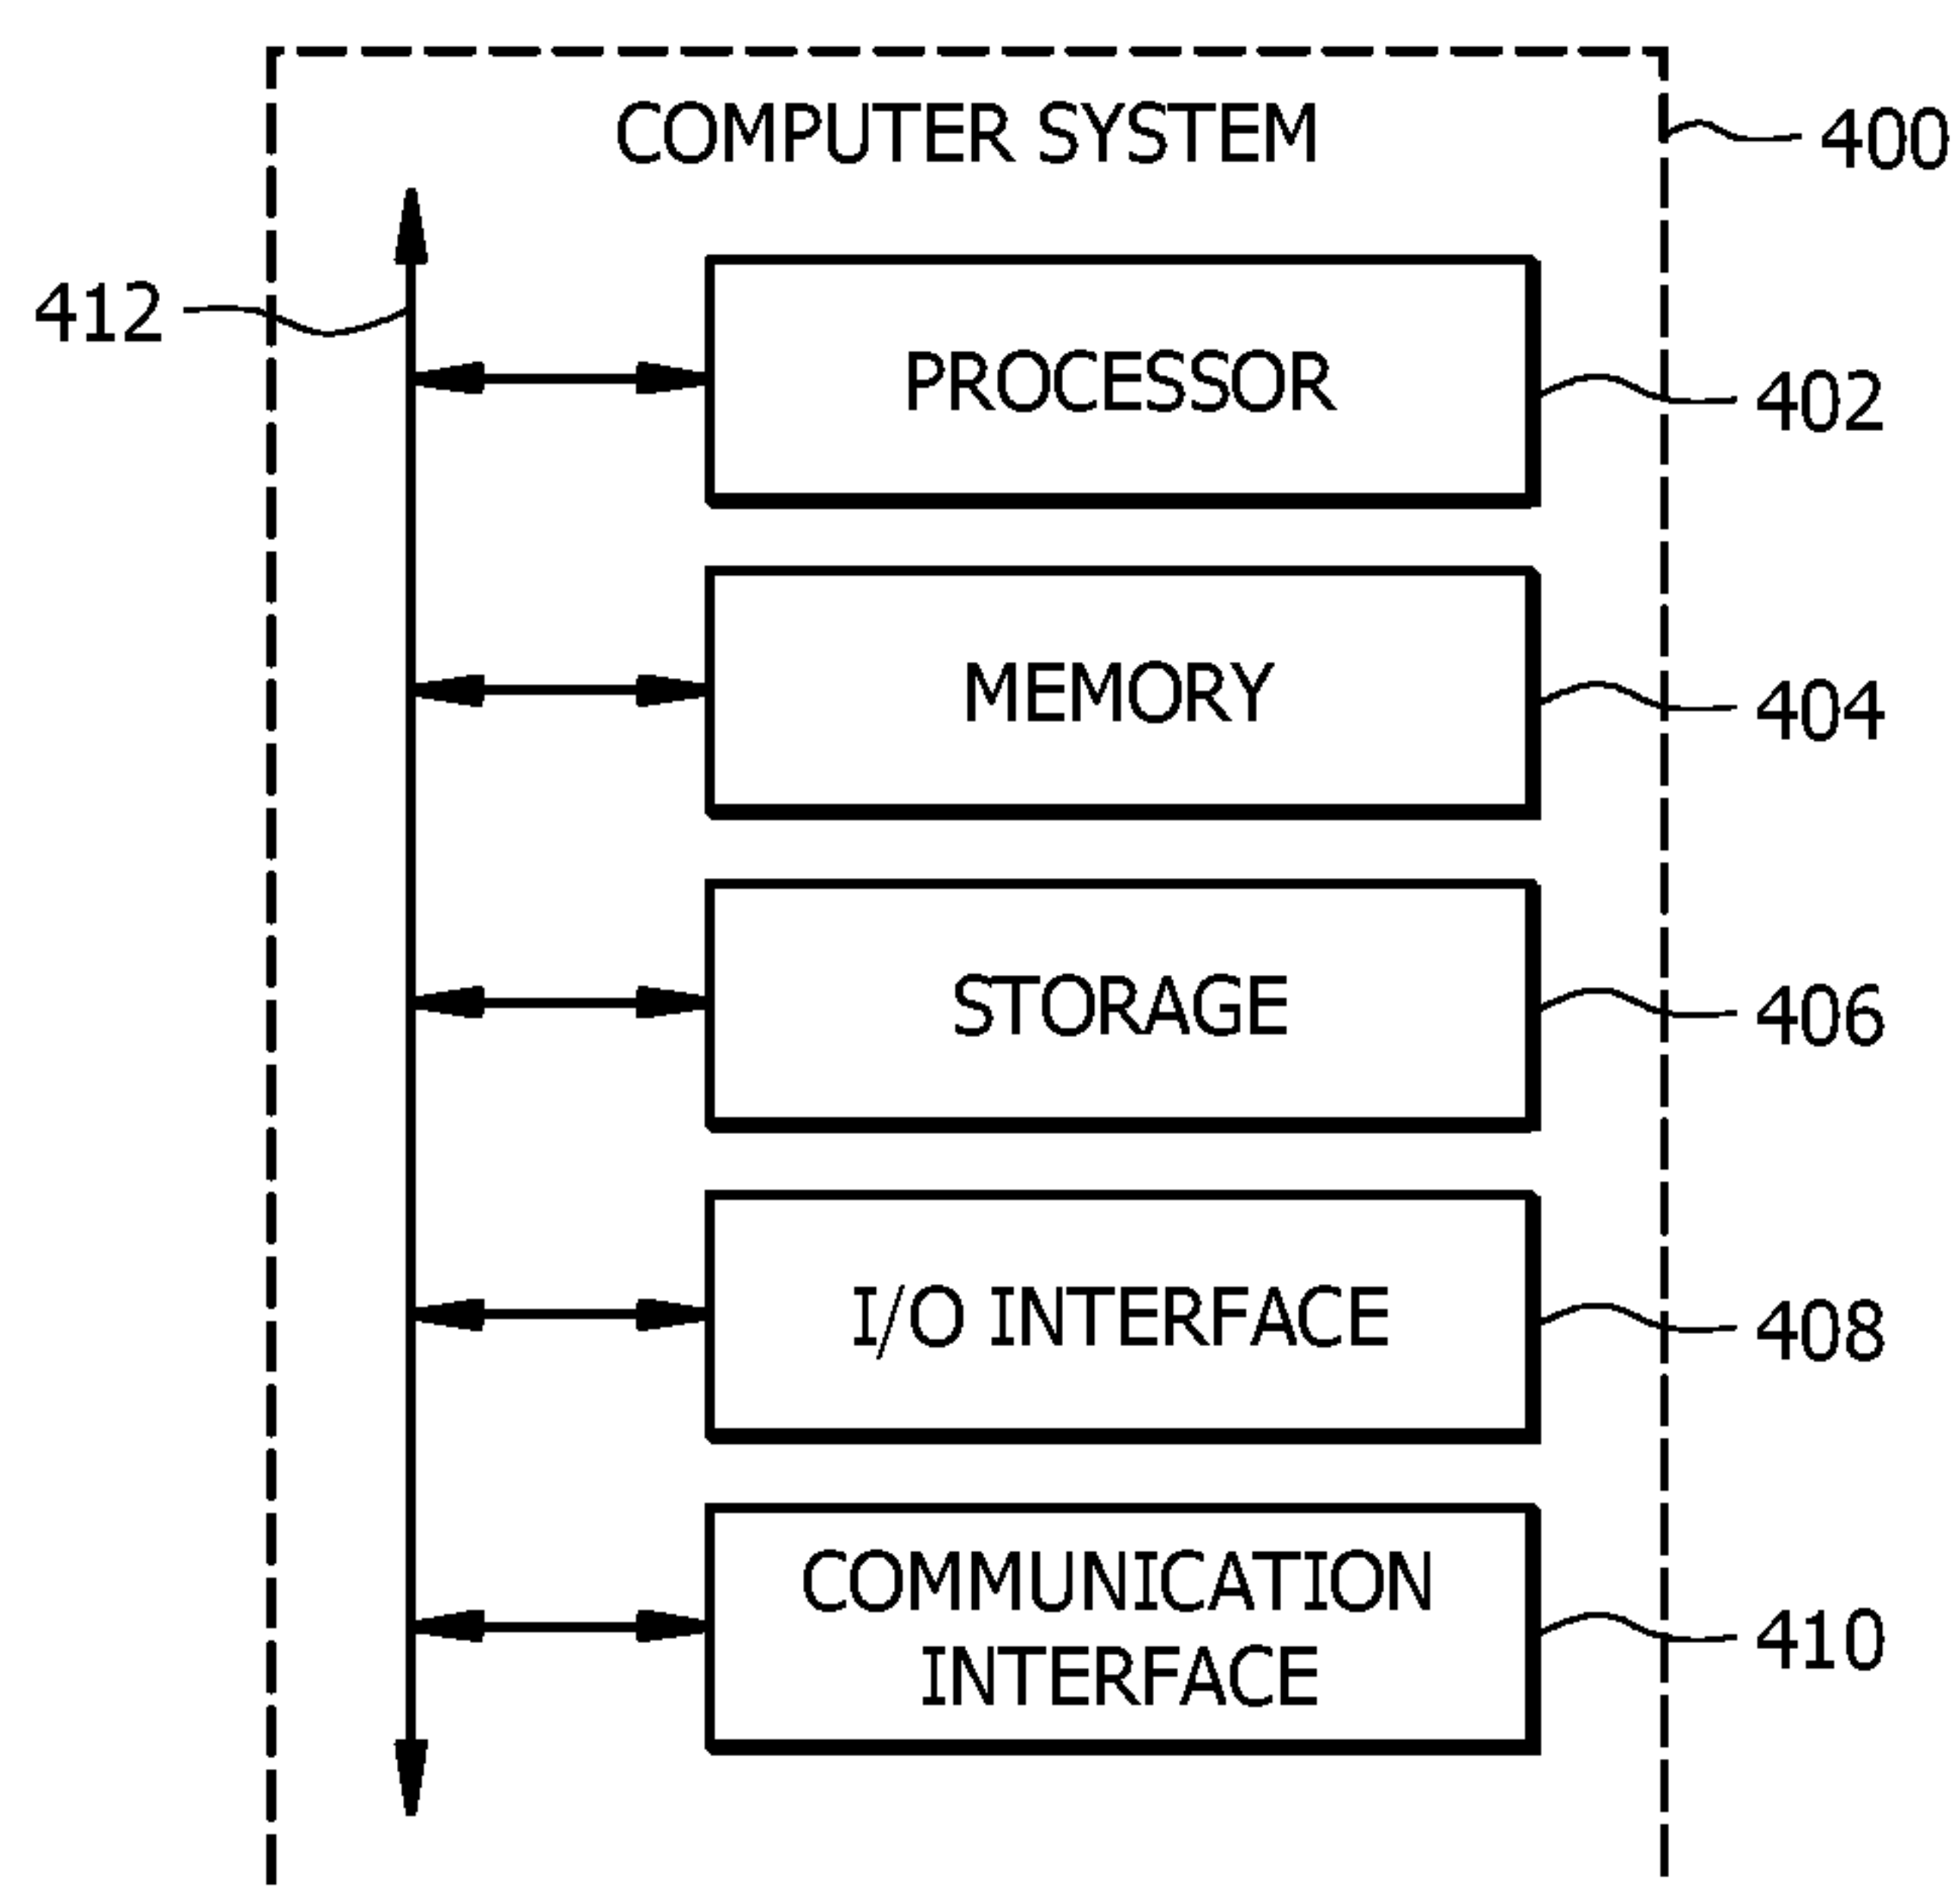 COMPUTER SYSTEM
400
412
PROCESSOR
402
MEMORY
404
STORAGE
406
I/O INTERFACE
408
COMMUNICATION
INTERFACE
410